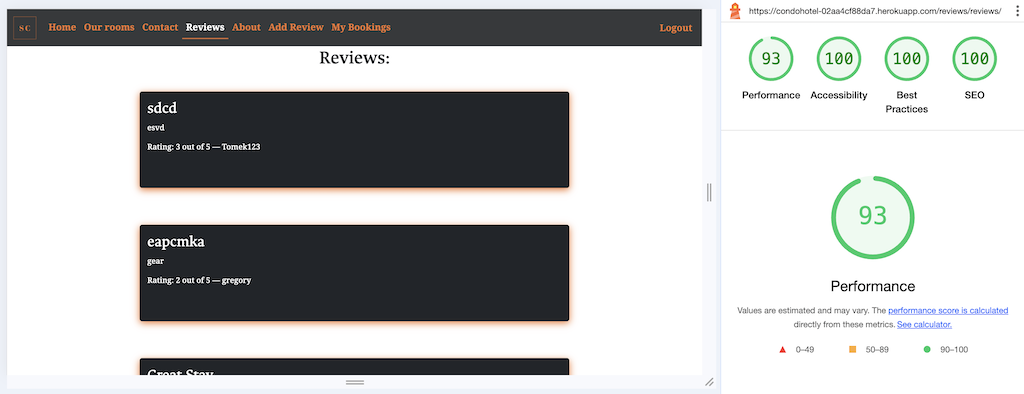 SC Home Our rooms Contact Reviews About Add Review My Bookings Logout
Reviews:
sdcd
esvd
Rating: 3 out of 5 — Tomek123
eapcmka
gear
Rating: 2 out of 5 — gregory
Great Stay
https://condohotel-02aa4cf88da7.herokuapp.com/reviews/reviews/
93 100 100 100
Performance Accessibility Best Practices SEO
93
Performance
Values are estimated and may vary. The performance score is calculated
directly from these metrics. See calculator.
0–49 50–89 90–100